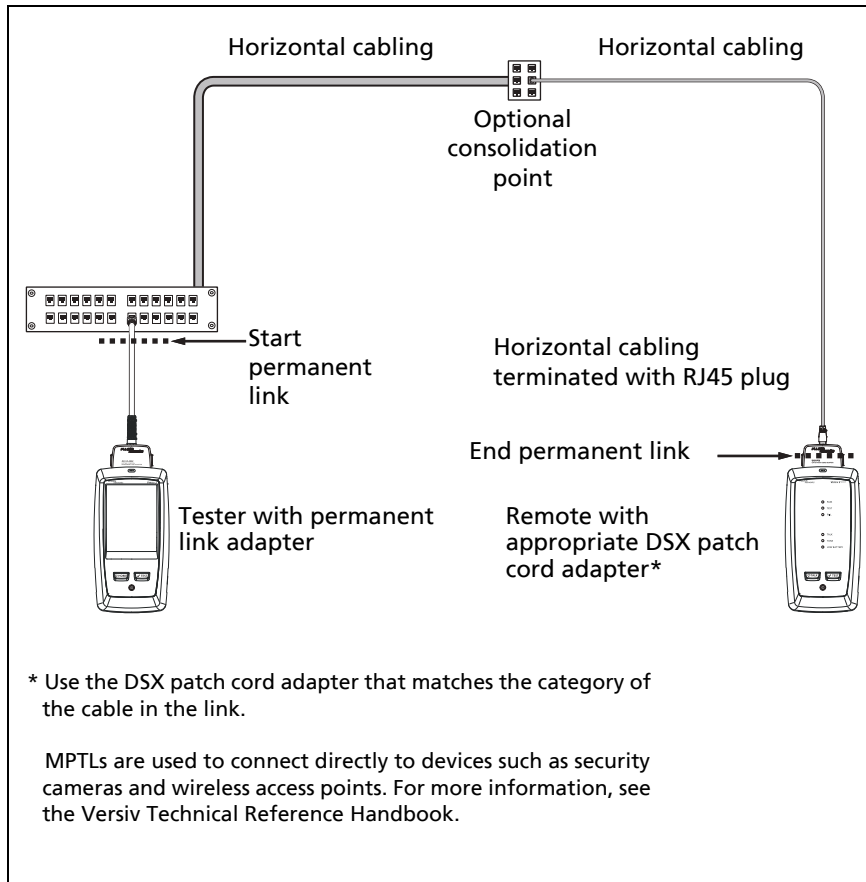 Horizontal cabling
Horizontal cabling
Optional
consolidation
point
Start
permanent
link
Horizontal cabling
terminated with RJ45 plug
End permanent link
Tester with permanent
link adapter
Remote with
appropriate DSX patch
cord adapter*
* Use the DSX patch cord adapter that matches the category of
the cable in the link.
MPTLs are used to connect directly to devices such as security
cameras and wireless access points. For more information, see
the Versiv Technical Reference Handbook.